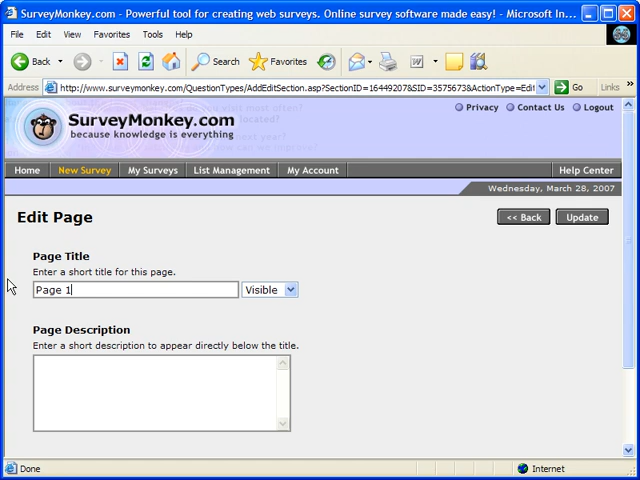 SurveyMonkey.com - Powerful tool for creating web surveys. Online survey software made easy! - Microsoft In...
File Edit View Favorites Tools Help
Back Search Favorites
Address http://www.surveymonkey.com/QuestionTypes/AddEditSection.asp?SectionID=16449207&SID=3575673&ActionType=Edi Go Links »
Privacy Contact Us Logout
SurveyMonkey.com
because knowledge is everything
Home New Survey My Surveys List Management My Account Help Center
Wednesday, March 28, 2007
Edit Page
<< Back Update
Page Title
Enter a short title for this page.
Page 1 Visible
Page Description
Enter a short description to appear directly below the title.
Done Internet